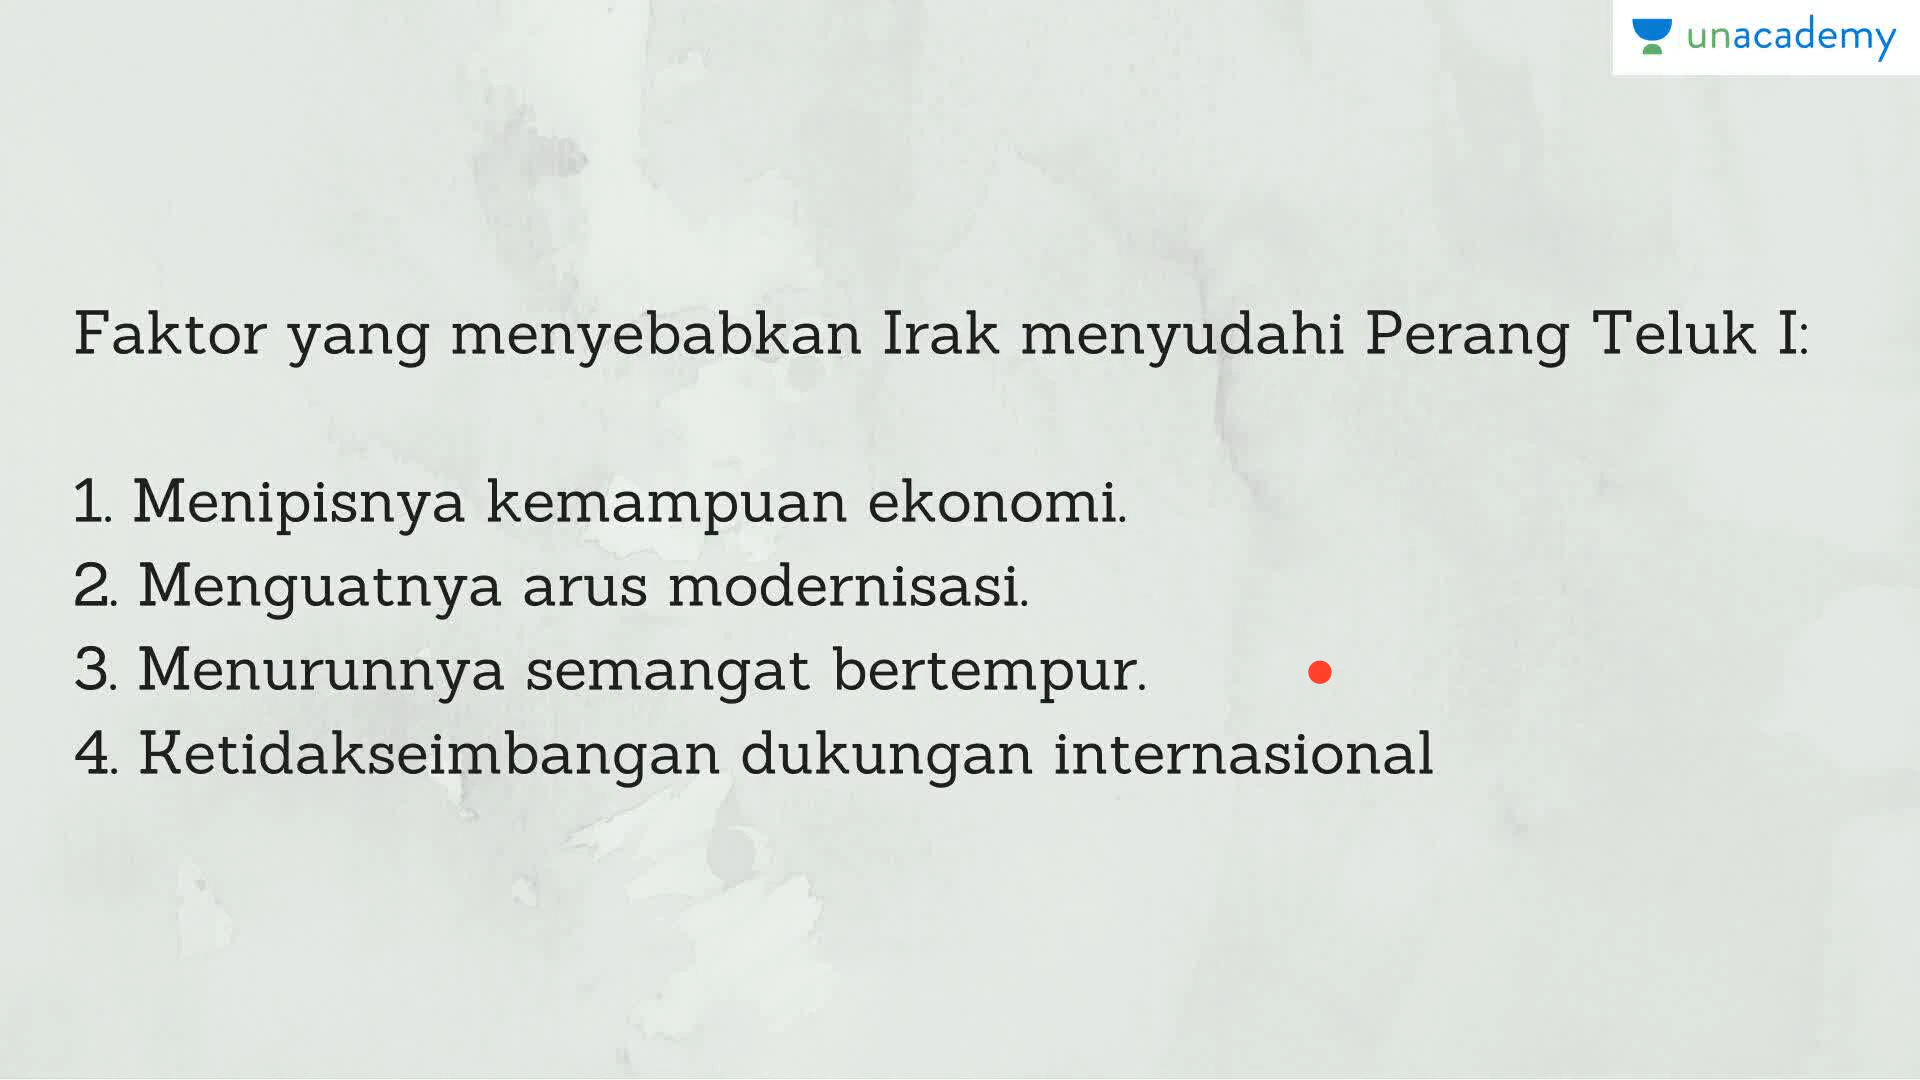 unacademy
Faktor yang menyebabkan Irak menyudahi Perang Teluk I:
1. Menipisnya kemampuan ekonomi.
2. Menguatnya arus modernisasi.
3. Menurunnya semangat bertempur.
4. Ketidakseimbangan dukungan internasional